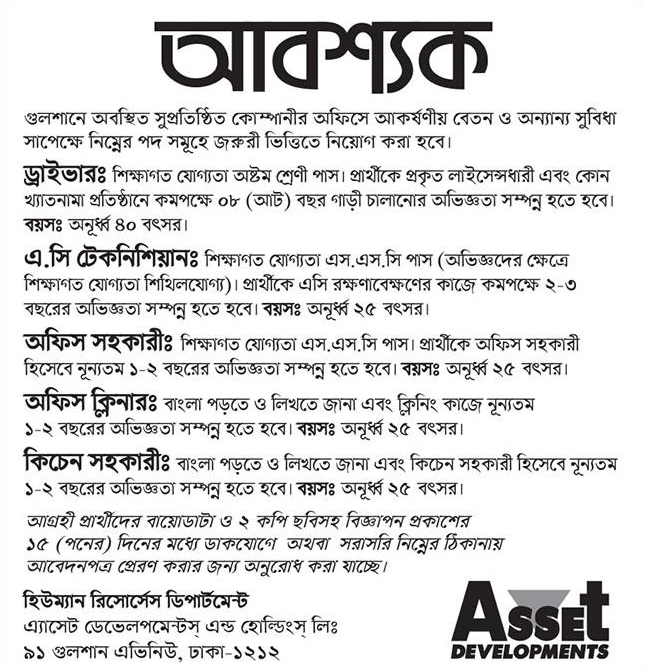 আবশ্যক
গুলশানে অবস্থিত সুপ্রতিষ্ঠিত কোম্পানীর অফিসে আকর্ষণীয় বেতন ও অন্যান্য সুবিধা
সাপেক্ষে নিম্নের পদ সমূহে জরুরী ভিত্তিতে নিয়োগ করা হবে।
ড্রাইভারঃ শিক্ষাগত যোগ্যতা অষ্টম শ্রেণী পাস। প্রার্থীকে প্রকৃত লাইসেন্সধারী এবং কোন
খ্যাতনামা প্রতিষ্ঠানে কমপক্ষে ০৮ (আট) বছর গাড়ী চালানোর অভিজ্ঞতা সম্পন্ন হতে হবে।
বয়সঃ অনূর্ধ্ব ৪০ বৎসর।
এ.সি টেকনিশিয়ানঃ শিক্ষাগত যোগ্যতা এস.এস.সি পাস (অভিজ্ঞদের ক্ষেত্রে
শিক্ষাগত যোগ্যতা শিথিলযোগ্য)। প্রার্থীকে এসি রক্ষণাবেক্ষণের কাজে কমপক্ষে ২-৩
বছরের অভিজ্ঞতা সম্পন্ন হতে হবে। বয়সঃ অনূর্ধ্ব ২৫ বৎসর।
অফিস সহকারীঃ শিক্ষাগত যোগ্যতা এস.এস.সি পাস। প্রার্থীকে অফিস সহকারী
হিসেবে নূন্যতম ১-২ বছরের অভিজ্ঞতা সম্পন্ন হতে হবে। বয়সঃ অনূর্ধ্ব ২৫ বৎসর।
অফিস ক্লিনারঃ বাংলা পড়তে ও লিখতে জানা এবং ক্লিনিং কাজে নূন্যতম
১-২ বছরের অভিজ্ঞতা সম্পন্ন হতে হবে। বয়সঃ অনূর্ধ্ব ২৫ বৎসর।
কিচেন সহকারীঃ বাংলা পড়তে ও লিখতে জানা এবং কিচেন সহকারী হিসেবে নূন্যতম
১-২ বছরের অভিজ্ঞতা সম্পন্ন হতে হবে। বয়সঃ অনূর্ধ্ব ২৫ বৎসর।
আগ্রহী প্রার্থীদের বায়োডাটা ও ২ কপি ছবিসহ বিজ্ঞাপন প্রকাশের
১৫ (পনের) দিনের মধ্যে ডাকযোগে অথবা সরাসরি নিম্নের ঠিকানায়
আবেদনপত্র প্রেরণ করার জন্য অনুরোধ করা যাচ্ছে।
হিউম্যান রিসোর্সেস ডিপার্টমেন্ট
এ্যাসেট ডেভেলপমেন্টস্ এন্ড হোল্ডিংস্ লিঃ
৯১ গুলশান এভিনিউ, ঢাকা-১২১২
ASSEt
DEVELOPMENTS